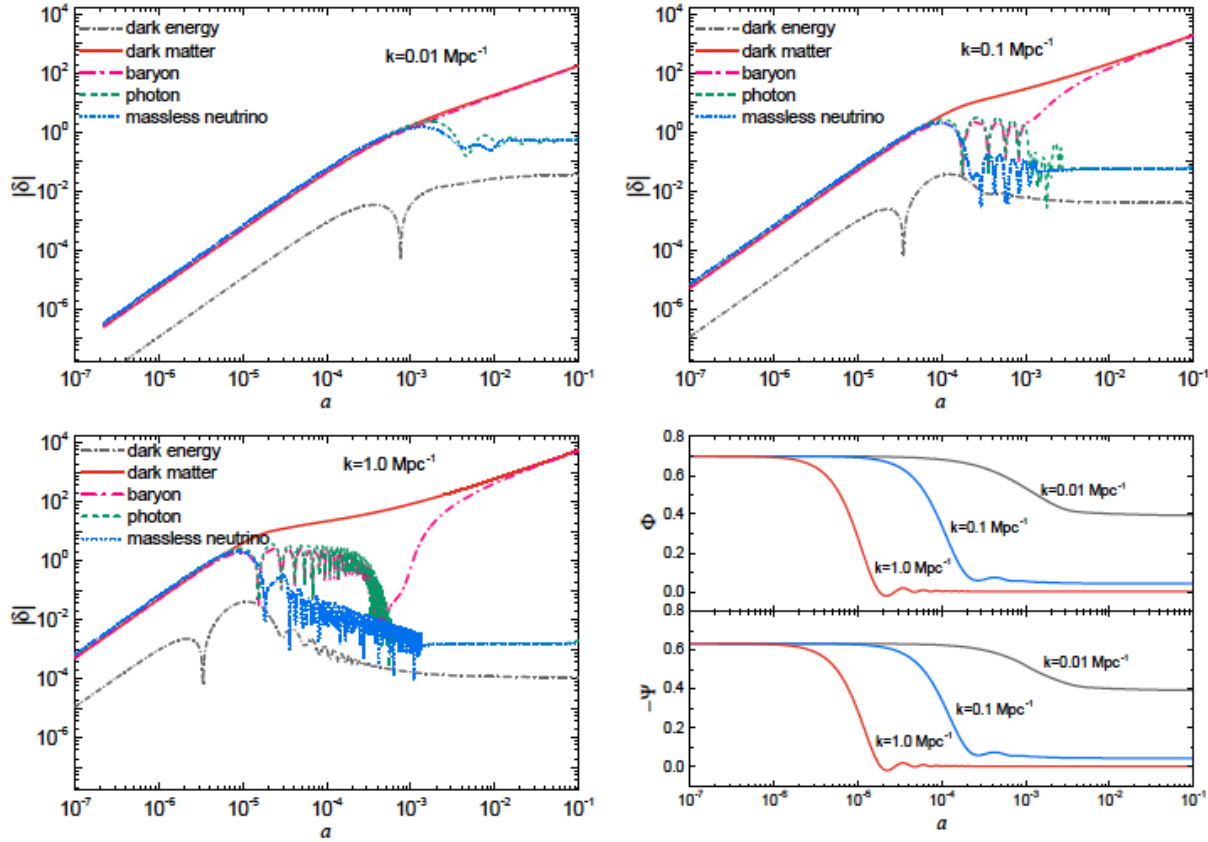 10⁴
10²
10⁰
10⁻²
10⁻⁴
10⁻⁶
|δ|
dark energy
dark matter
baryon
photon
massless neutrino
k=0.01 Mpc⁻¹
10⁻⁷ 10⁻⁶ 10⁻⁵ 10⁻⁴ 10⁻³ 10⁻² 10⁻¹
a
10⁴
10²
10⁰
10⁻²
10⁻⁴
10⁻⁶
|δ|
dark energy
dark matter
baryon
photon
massless neutrino
k=0.1 Mpc⁻¹
10⁻⁷ 10⁻⁶ 10⁻⁵ 10⁻⁴ 10⁻³ 10⁻² 10⁻¹
a
10⁴
10²
10⁰
10⁻²
10⁻⁴
10⁻⁶
|δ|
dark energy
dark matter
baryon
photon
massless neutrino
k=1.0 Mpc⁻¹
10⁻⁷ 10⁻⁶ 10⁻⁵ 10⁻⁴ 10⁻³ 10⁻² 10⁻¹
a
0.8
0.6
0.4
0.2
0.0
Φ
k=0.01 Mpc⁻¹
k=0.1 Mpc⁻¹
k=1.0 Mpc⁻¹
0.8
0.6
0.4
0.2
0.0
−Ψ
k=0.01 Mpc⁻¹
k=0.1 Mpc⁻¹
k=1.0 Mpc⁻¹
10⁻⁷ 10⁻⁶ 10⁻⁵ 10⁻⁴ 10⁻³ 10⁻² 10⁻¹
a